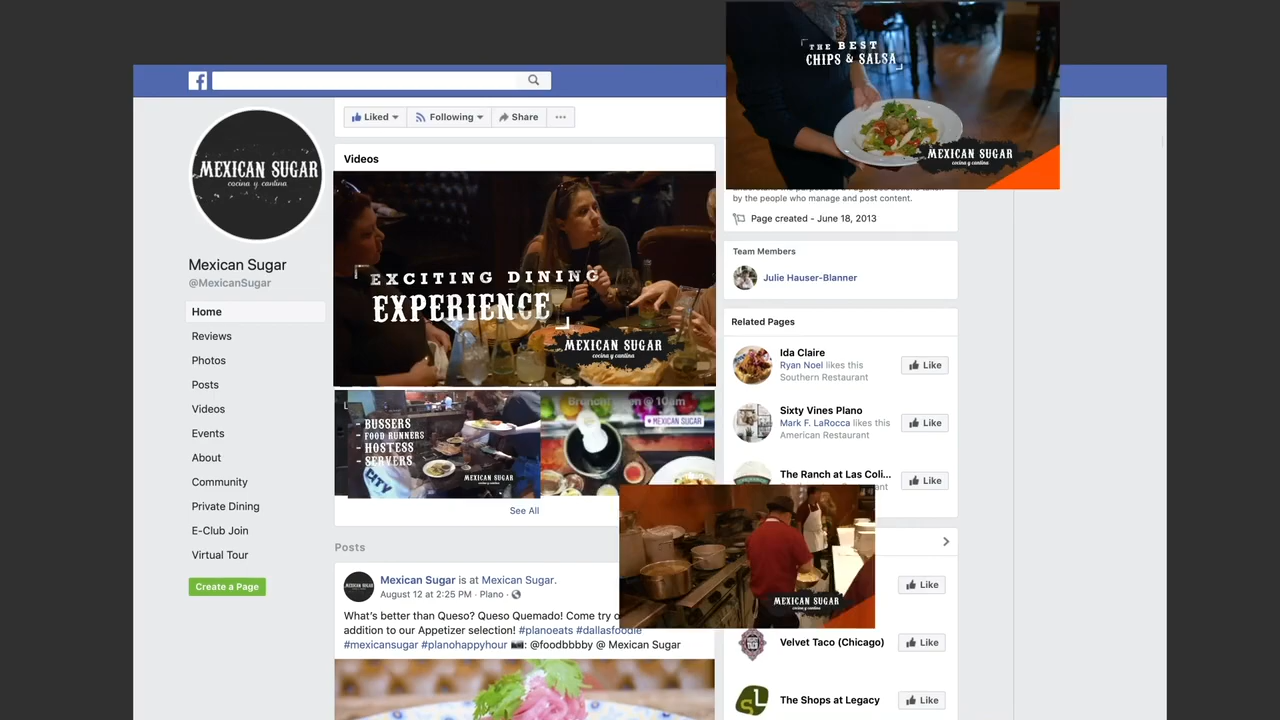 THE BEST
CHIPS & SALSA
MEXICAN SUGAR
cocina y cantina
Liked
Following
Share
MEXICAN SUGAR
cocina y cantina
Mexican Sugar
@MexicanSugar
Home
Reviews
Photos
Posts
Videos
Events
About
Community
Private Dining
E-Club Join
Virtual Tour
Create a Page
Videos
EXCITING DINING
EXPERIENCE
MEXICAN SUGAR
cocina y cantina
- BUSSERS
- FOOD RUNNERS
- HOSTESS
- SERVERS
CITY
MEXICAN SUGAR
cocina y cantina
@ 10am
MEXICAN SUGAR
See All
Posts
Mexican Sugar is at Mexican Sugar.
August 12 at 2:25 PM · Plano ·
What's better than Queso? Queso Quemado! Come try
addition to our Appetizer selection! #planoeats #dallasfoodie
#mexicansugar #planohappyhour 📷: @foodbbbby @ Mexican Sugar
by the people who manage and post content.
Page created - June 18, 2013
Team Members
Julie Hauser-Blanner
Related Pages
Ida Claire
Ryan Noel likes this
Southern Restaurant
Like
Sixty Vines Plano
Mark F. LaRocca likes this
American Restaurant
Like
The Ranch at Las Coli...
Like
MEXICAN SUGAR
cocina y cantina
Like
Velvet Taco (Chicago)
Like
The Shops at Legacy
Like